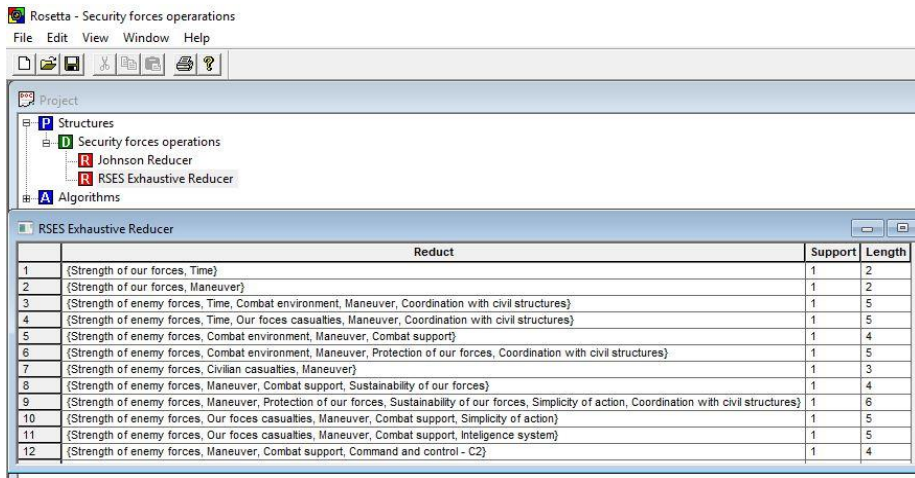 Rosetta - Security forces operarations
File Edit View Window Help
Project
P Structures
D Security forces operations
R Johnson Reducer
R RSES Exhaustive Reducer
A Algorithms
RSES Exhaustive Reducer
Reduct Support Length
1 {Strength of our forces, Time} 1 2
2 {Strength of our forces, Maneuver} 1 2
3 {Strength of enemy forces, Time, Combat environment, Maneuver, Coordination with civil structures} 1 5
4 {Strength of enemy forces, Time, Our foces casualties, Maneuver, Coordination with civil structures} 1 5
5 {Strength of enemy forces, Combat environment, Maneuver, Combat support} 1 4
6 {Strength of enemy forces, Combat environment, Maneuver, Protection of our forces, Coordination with civil structures} 1 5
7 {Strength of enemy forces, Civilian casualties, Maneuver} 1 3
8 {Strength of enemy forces, Maneuver, Combat support, Sustainability of our forces} 1 4
9 {Strength of enemy forces, Maneuver, Protection of our forces, Sustainability of our forces, Simplicity of action, Coordination with civil structures} 1 6
10 {Strength of enemy forces, Our foces casualties, Maneuver, Combat support, Simplicity of action} 1 5
11 {Strength of enemy forces, Our foces casualties, Maneuver, Combat support, Inteligence system} 1 5
12 {Strength of enemy forces, Maneuver, Combat support, Command and control - C2} 1 4